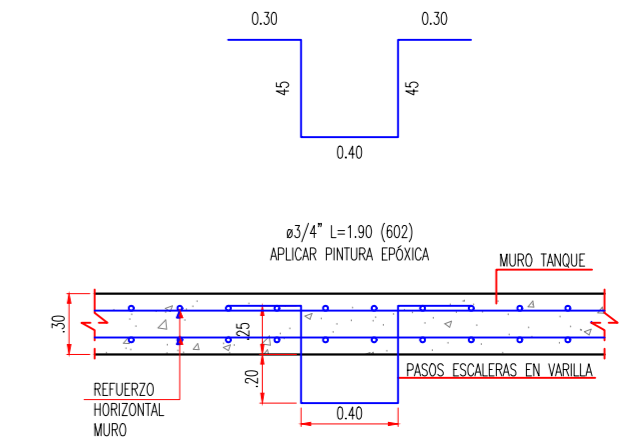 0.30 0.30
45 45
0.40
ø3/4" L=1.90 (602)
APLICAR PINTURA EPÓXICA
MURO TANQUE
.30
.25
.20
PASOS ESCALERAS EN VARILLA
REFUERZO
HORIZONTAL
MURO
0.40